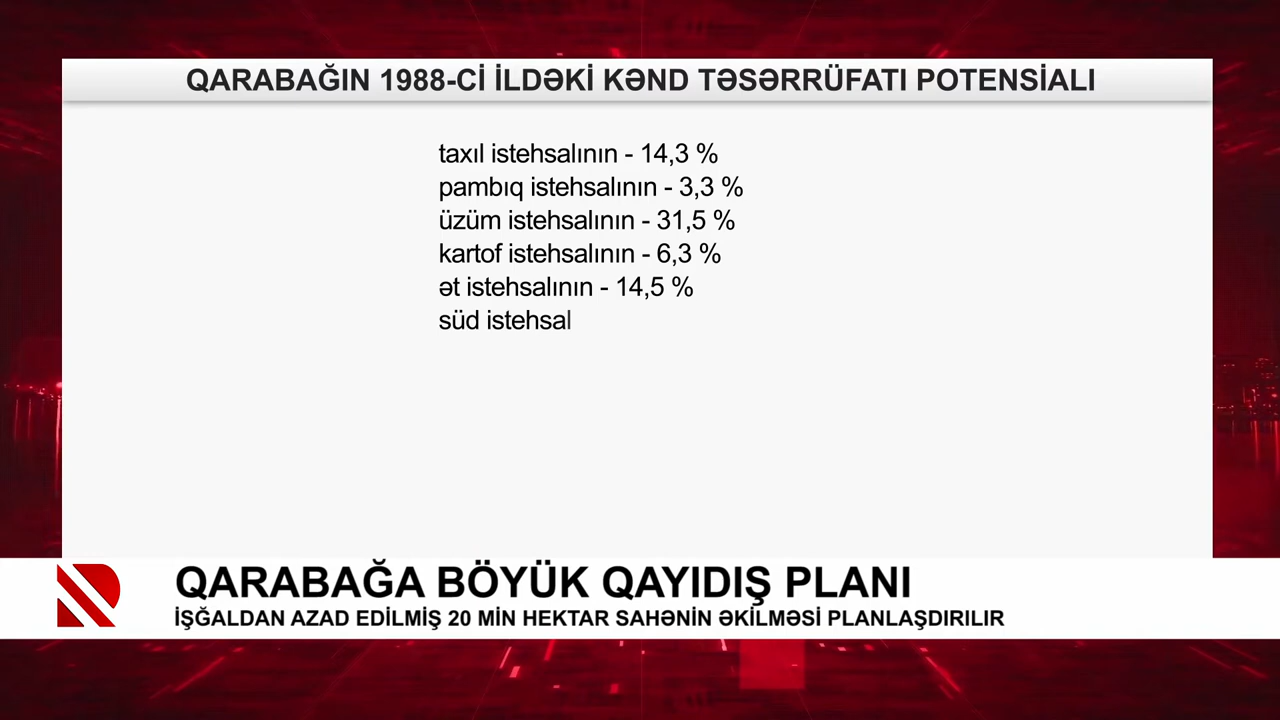 QARABAĞIN 1988-Cİ İLDƏKİ KƏND TƏSƏRRÜFATI POTENSİALI
taxıl istehsalının - 14,3 %
pambıq istehsalının - 3,3 %
üzüm istehsalının - 31,5 %
kartof istehsalının - 6,3 %
ət istehsalının - 14,5 %
süd istehsal
QARABAĞA BÖYÜK QAYIDIŞ PLANI
İŞĞALDAN AZAD EDİLMİŞ 20 MİN HEKTAR SAHƏNİN ƏKİLMƏSİ PLANLAŞDIRILIR